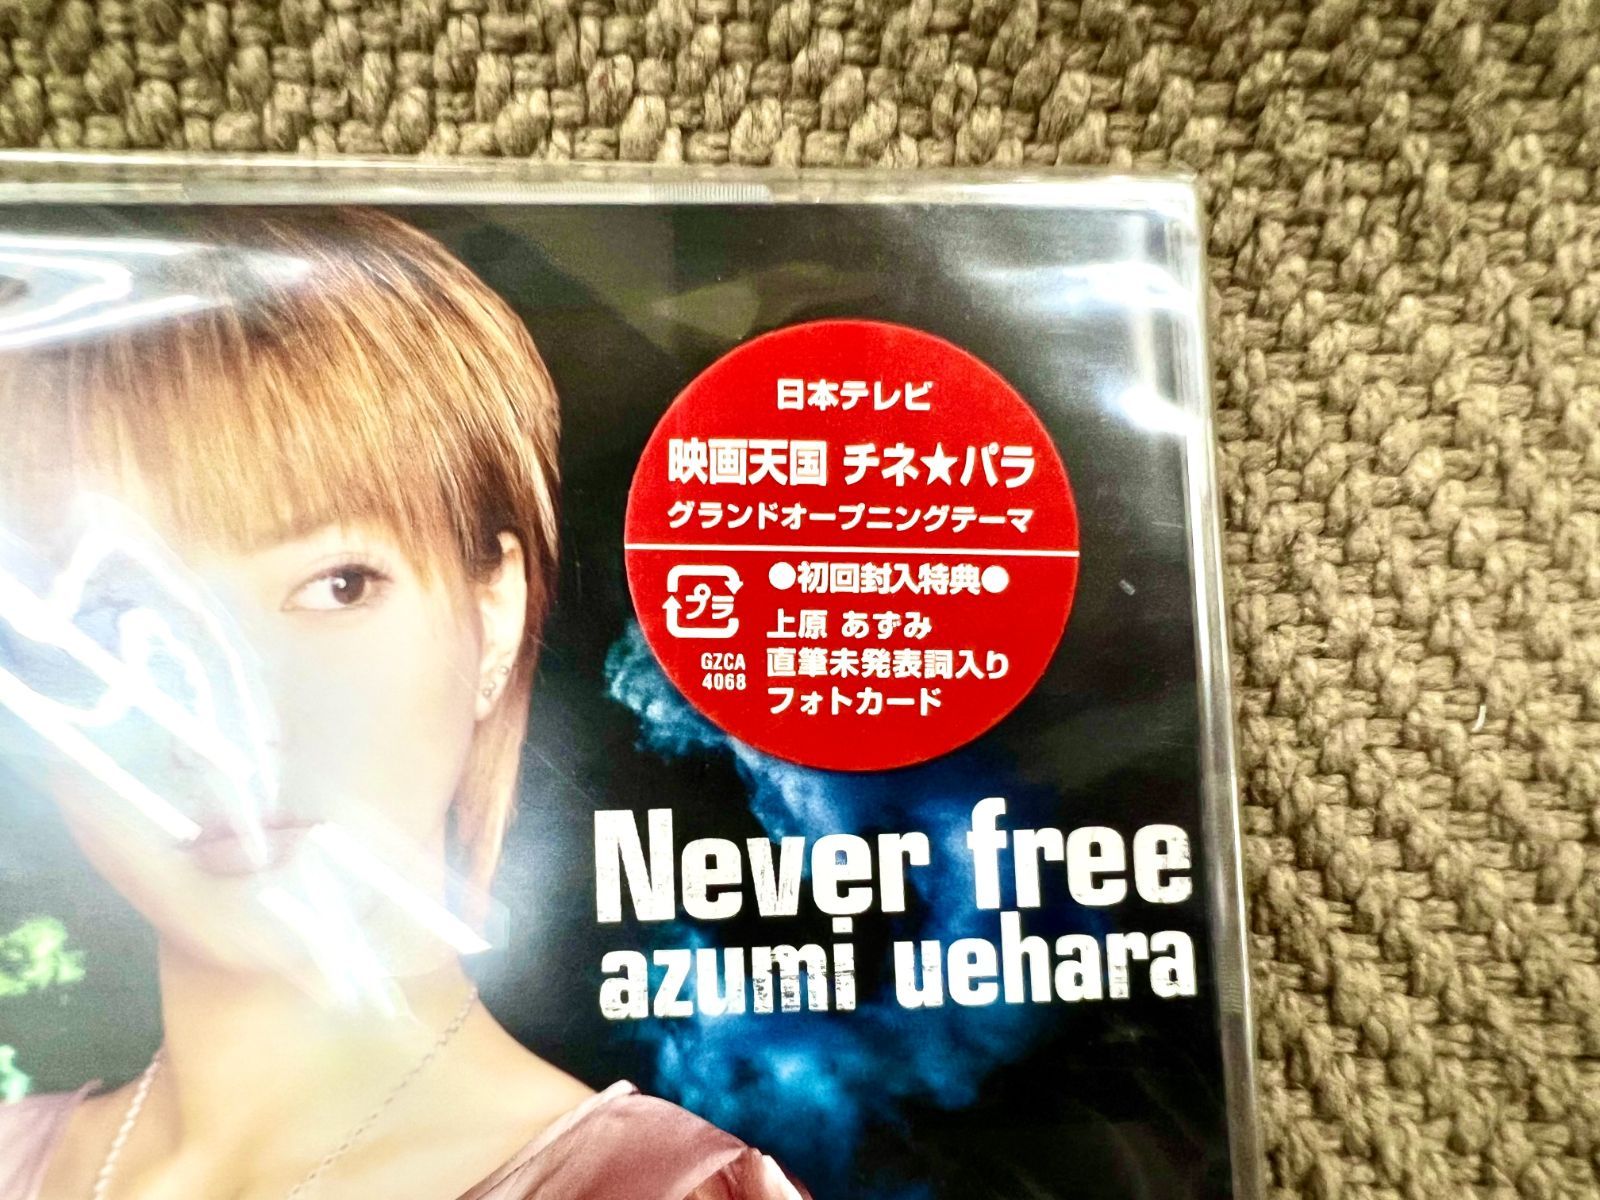 日本テレビ
映画天国 チネ★パラ
グランドオープニングテーマ
プラ
●初回封入特典●
上原 あずみ
GZCA
4068
直筆未発表詞入り
フォトカード
Never free
azumi uehara